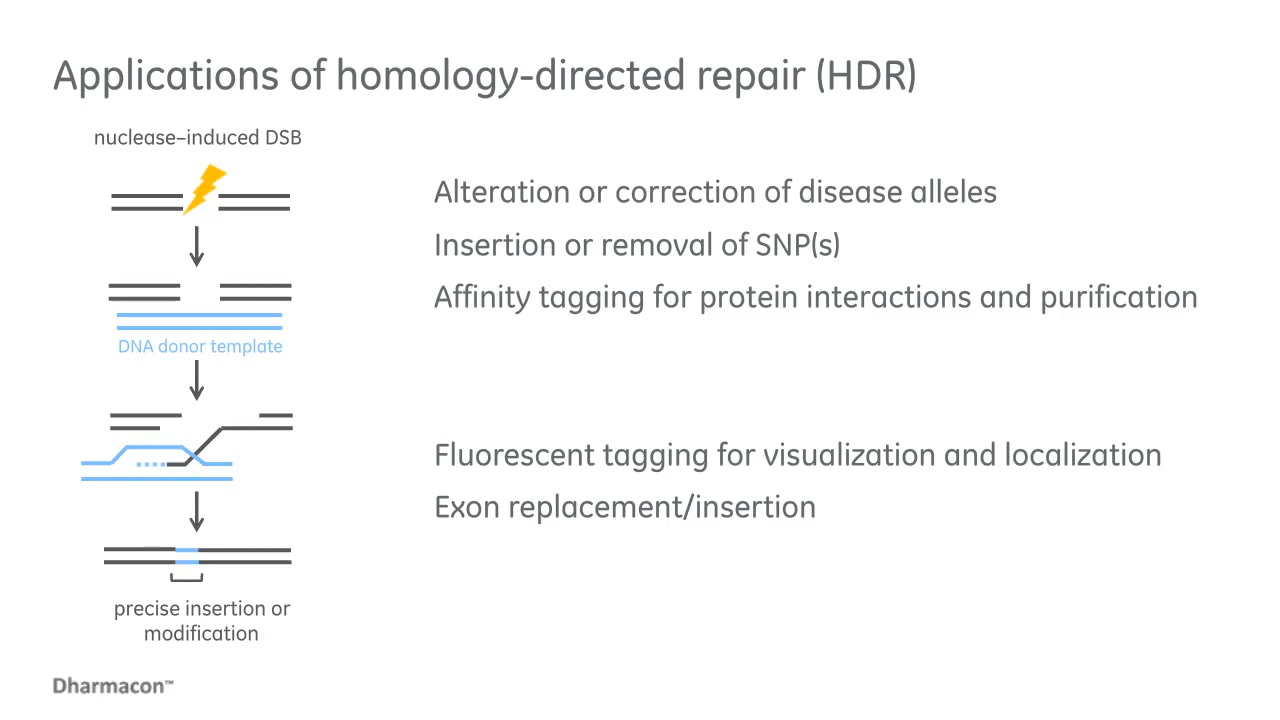 Applications of homology-directed repair (HDR)
nuclease–induced DSB
DNA donor template
precise insertion or
modification
Alteration or correction of disease alleles
Insertion or removal of SNP(s)
Affinity tagging for protein interactions and purification
Fluorescent tagging for visualization and localization
Exon replacement/insertion
Dharmacon™